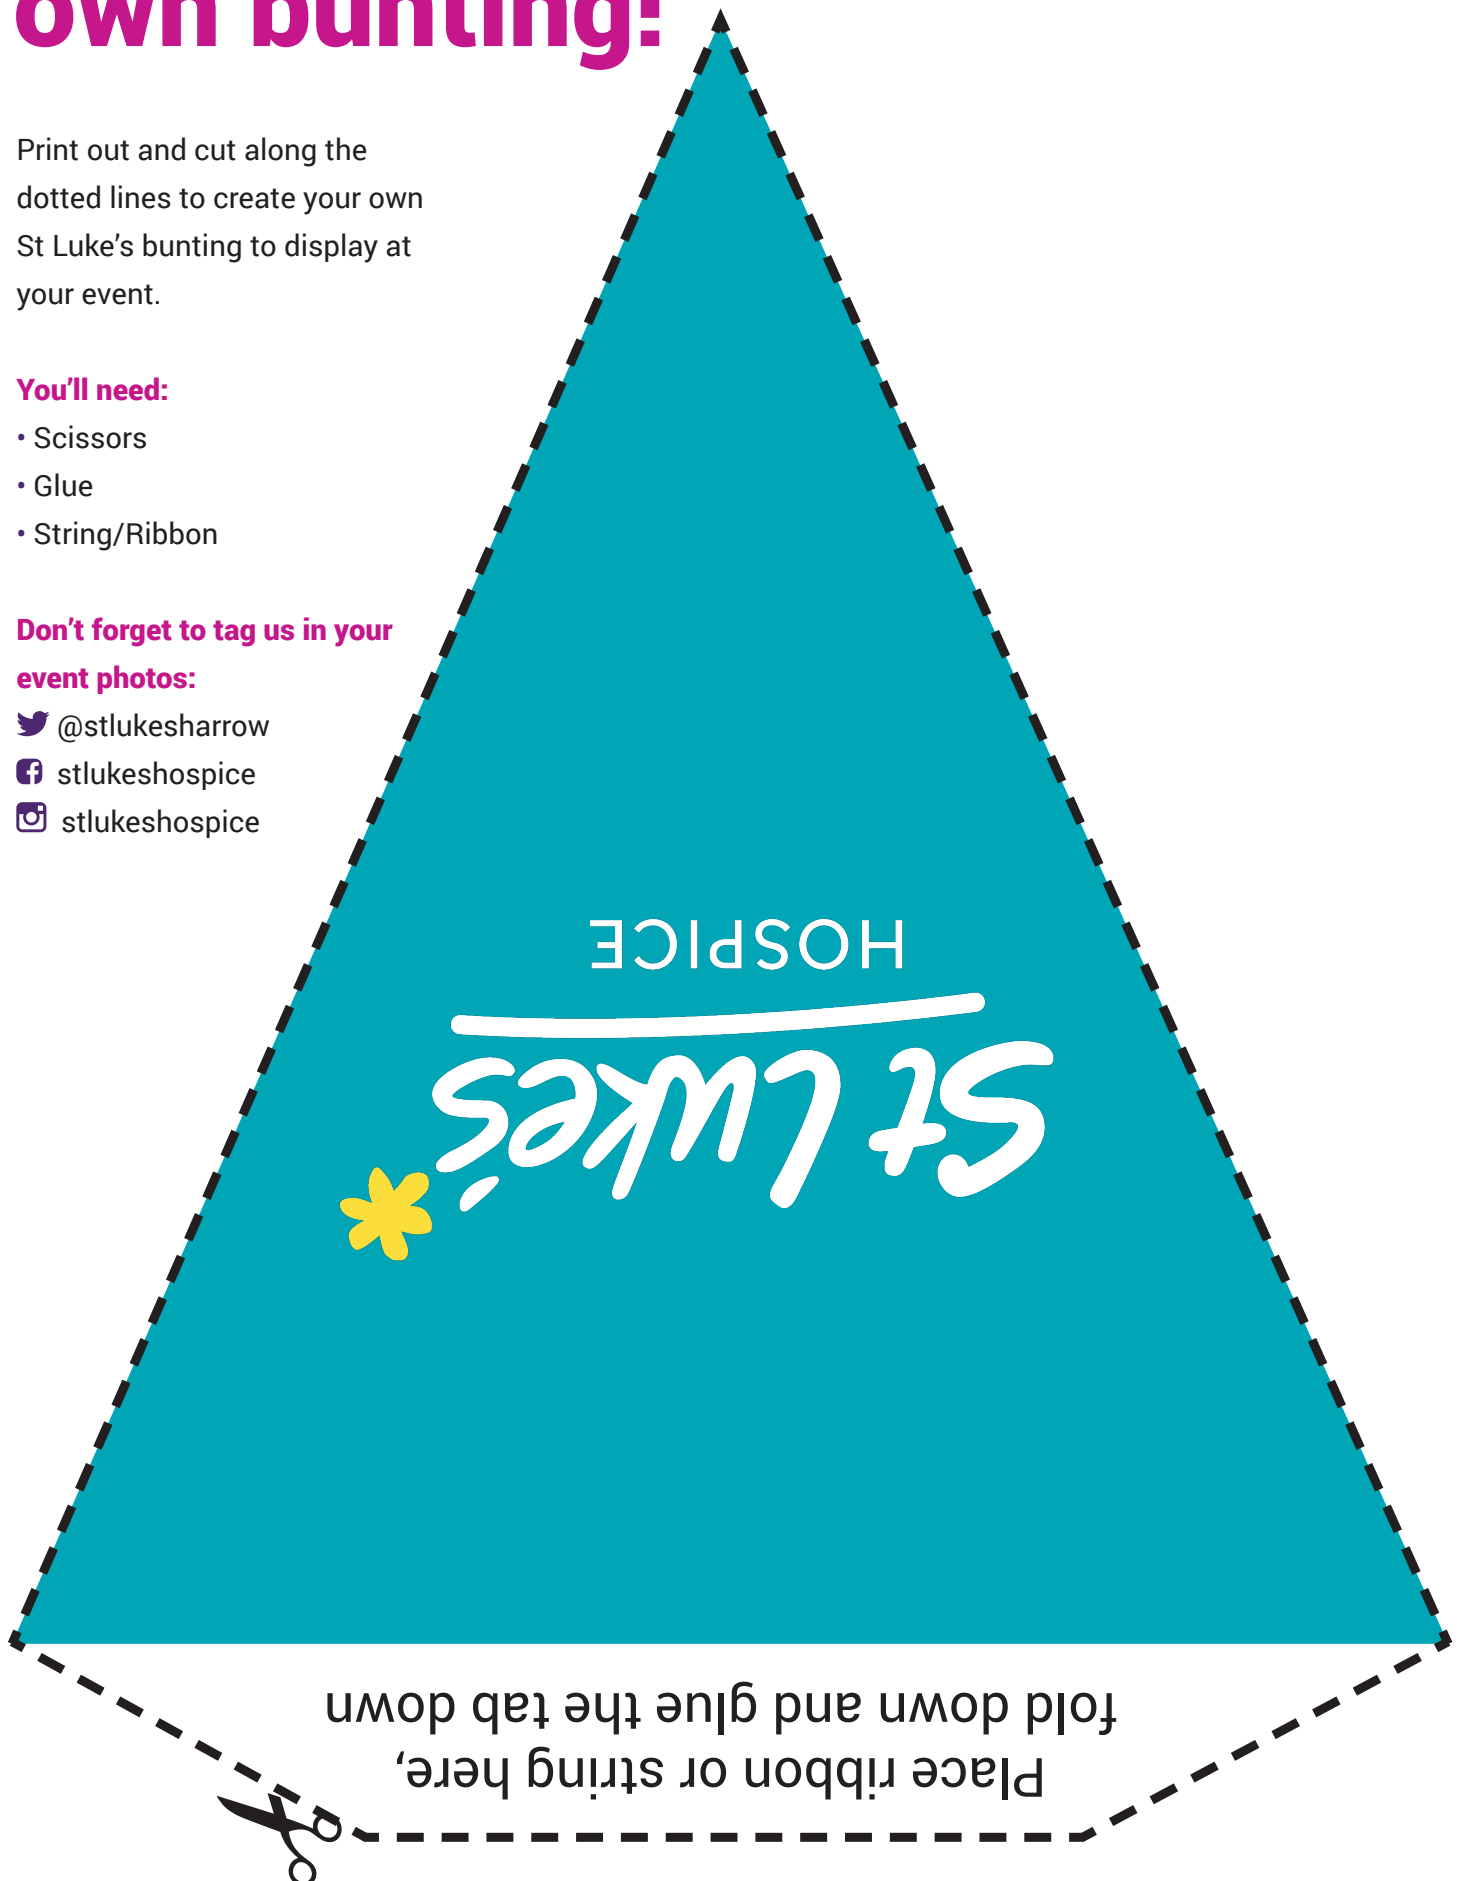 own bunting!
Print out and cut along the
dotted lines to create your own
St Luke’s bunting to display at
your event.
You’ll need:
• Scissors
• Glue
• String/Ribbon
Don’t forget to tag us in your
event photos:
@stlukesharrow
stlukeshospice
stlukeshospice
St Luke’s
HOSPICE
Place ribbon or string here,
fold down and glue the tab down